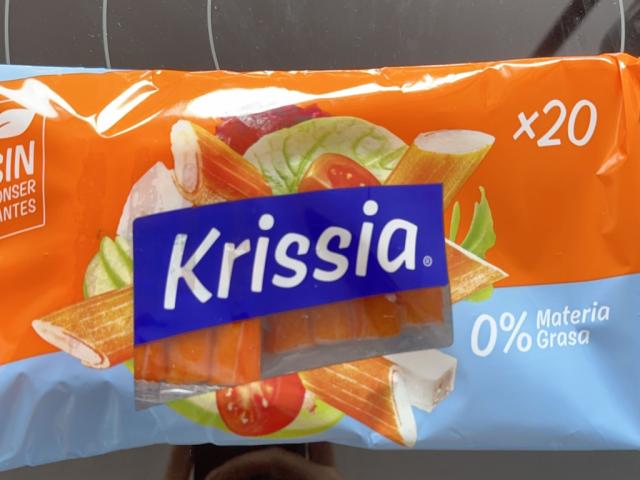 SIN
CONSER
ANTES
x20
Krissia®
0% Materia
Grasa